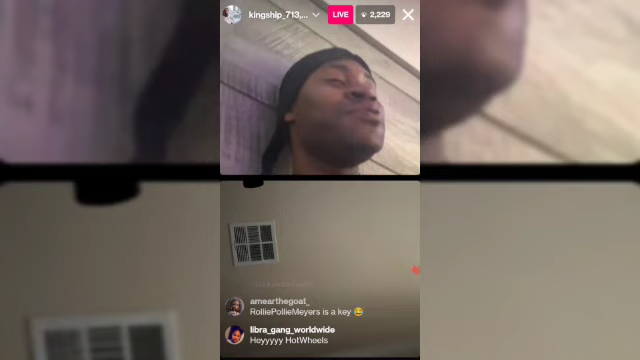 kingship_713,...
LIVE
2,229
amearthegoat_
RolliePollieMeyers is a key 😂
libra_gang_worldwide
Heyyyyy HotWheels